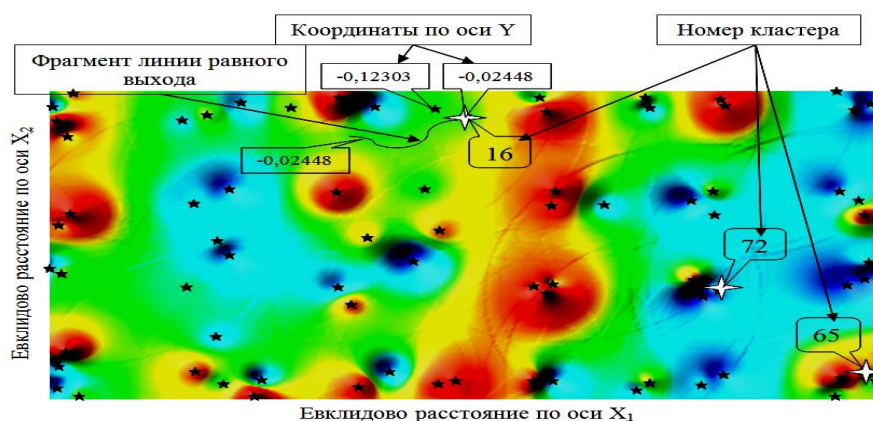 Координаты по оси Y
Номер кластера
Фрагмент линии равного
выхода
-0,12303
-0,02448
-0,02448
16
72
65
Евклидово расстояние по оси X2
Евклидово расстояние по оси X1